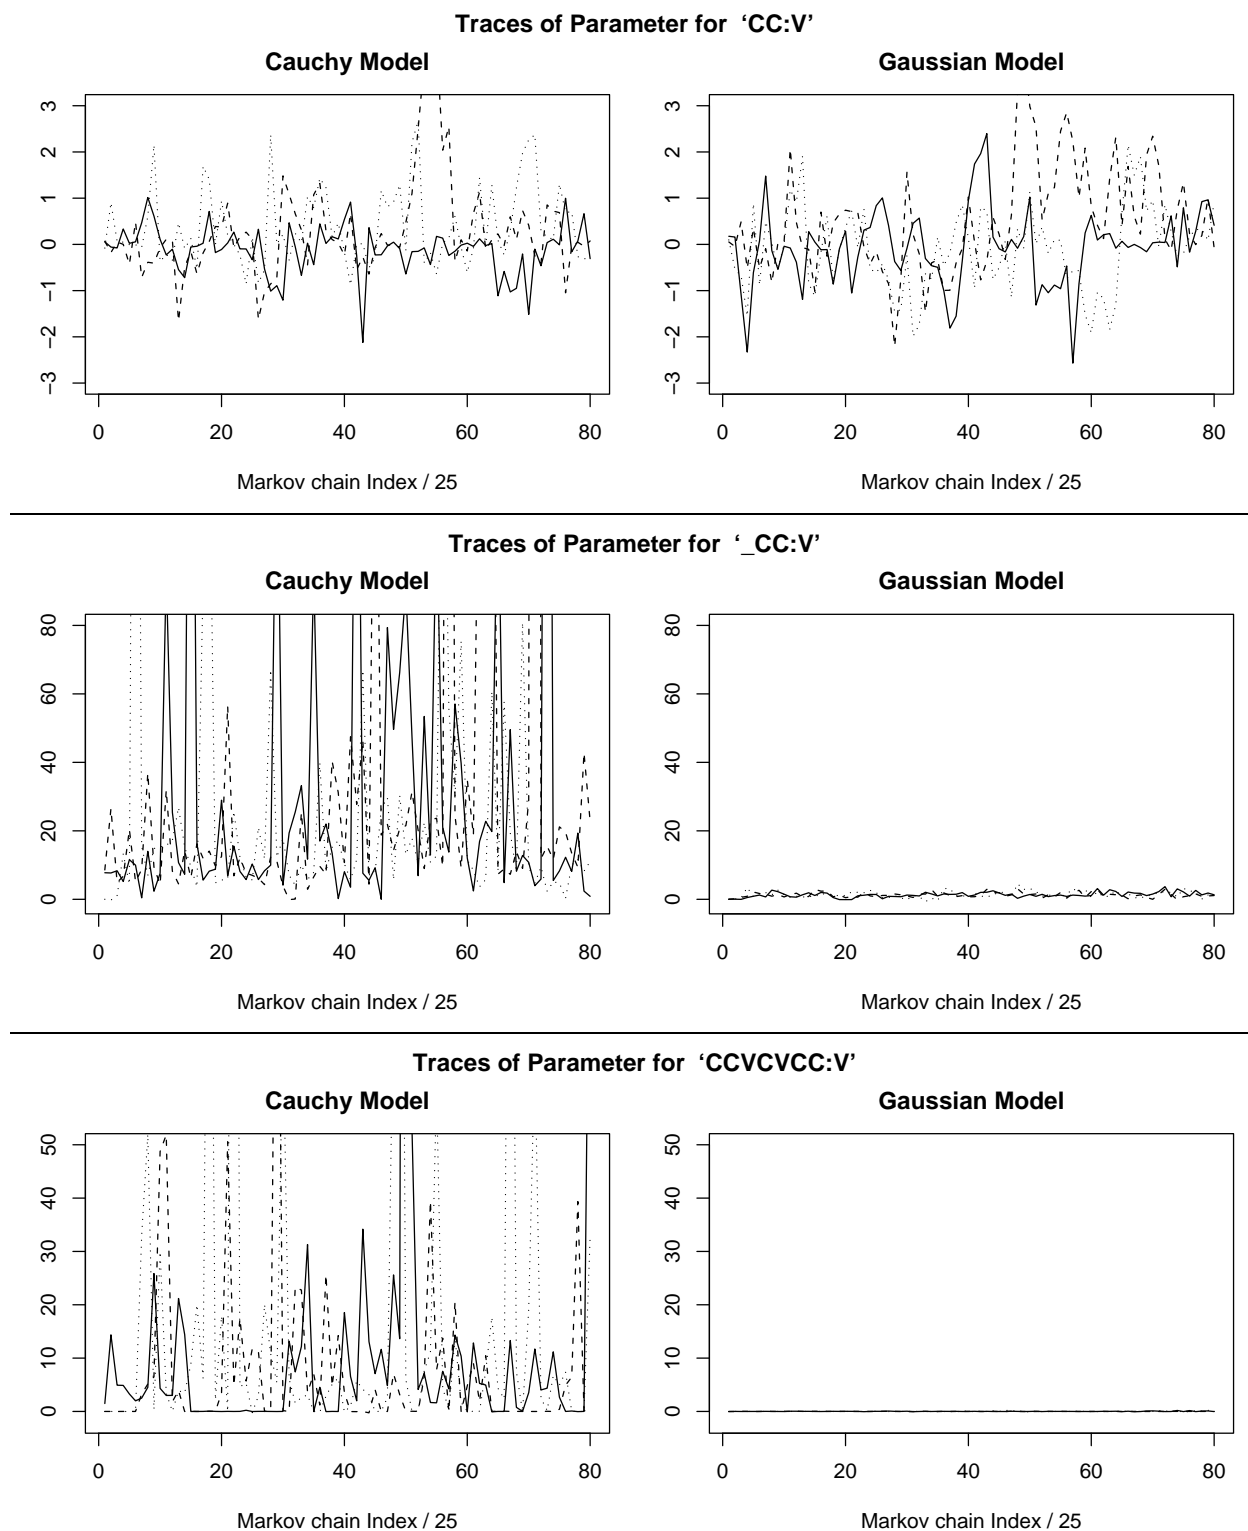 Traces of Parameter for ‘CC:V’
Cauchy Model
Gaussian Model
3
2
1
0
−1
−2
−3
0 20 40 60 80
Markov chain Index / 25
3
2
1
0
−1
−2
−3
0 20 40 60 80
Markov chain Index / 25
Traces of Parameter for ‘_CC:V’
Cauchy Model
Gaussian Model
80
60
40
20
0
0 20 40 60 80
Markov chain Index / 25
80
60
40
20
0
0 20 40 60 80
Markov chain Index / 25
Traces of Parameter for ‘CCVCVCC:V’
Cauchy Model
Gaussian Model
50
40
30
20
10
0
0 20 40 60 80
Markov chain Index / 25
50
40
30
20
10
0
0 20 40 60 80
Markov chain Index / 25